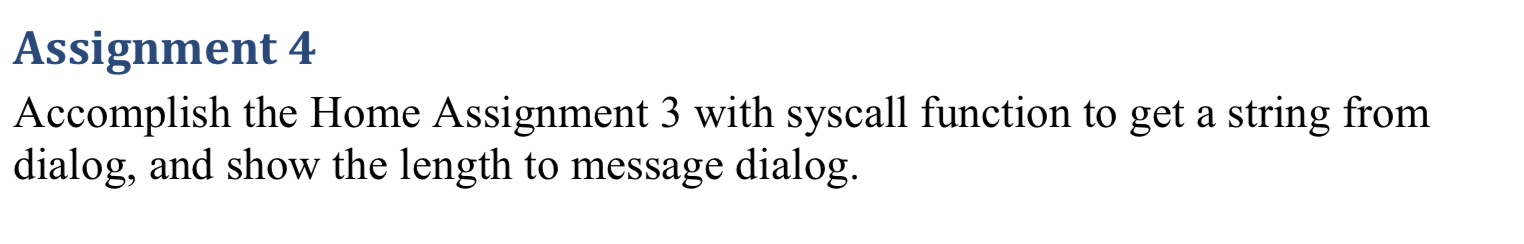 Assignment 4
Accomplish the Home Assignment 3 with syscall function to get a string from
dialog, and show the length to message dialog.